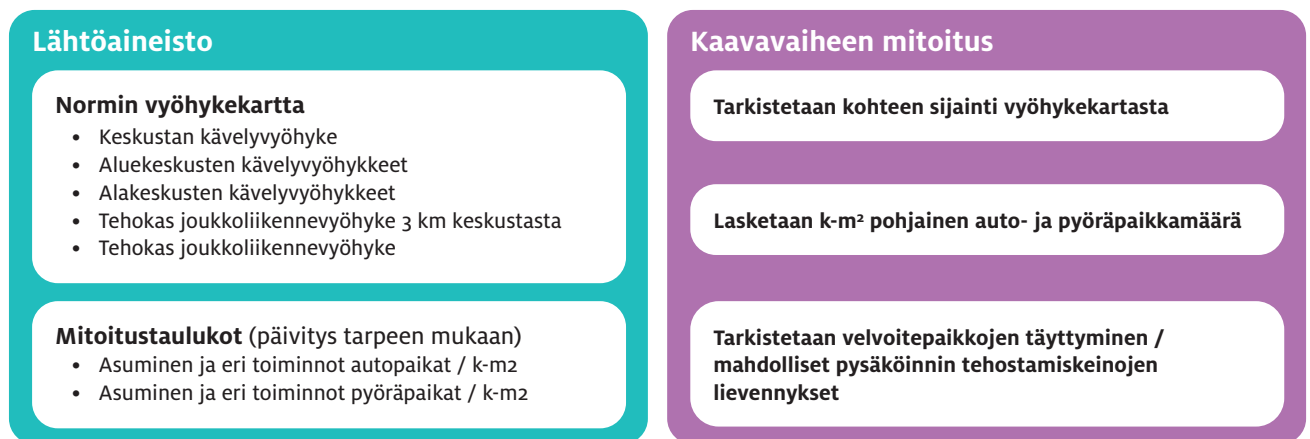 Lähtöaineisto
Normin vyöhykekartta
• Keskustan kävelyvyöhyke
• Aluekeskusten kävelyvyöhykkeet
• Alakeskusten kävelyvyöhykkeet
• Tehokas joukkoliikennevyöhyke 3 km keskustasta
• Tehokas joukkoliikennevyöhyke
Mitoitustaulukot (päivitys tarpeen mukaan)
• Asuminen ja eri toiminnot autopaikat / k-m2
• Asuminen ja eri toiminnot pyöräpaikat / k-m2
Kaavavaiheen mitoitus
Tarkistetaan kohteen sijainti vyöhykekartasta
Lasketaan k-m² pohjainen auto- ja pyöräpaikkamäärä
Tarkistetaan velvoitepaikkojen täyttyminen /
mahdolliset pysäköinnin tehostamiskeinojen
lievennykset